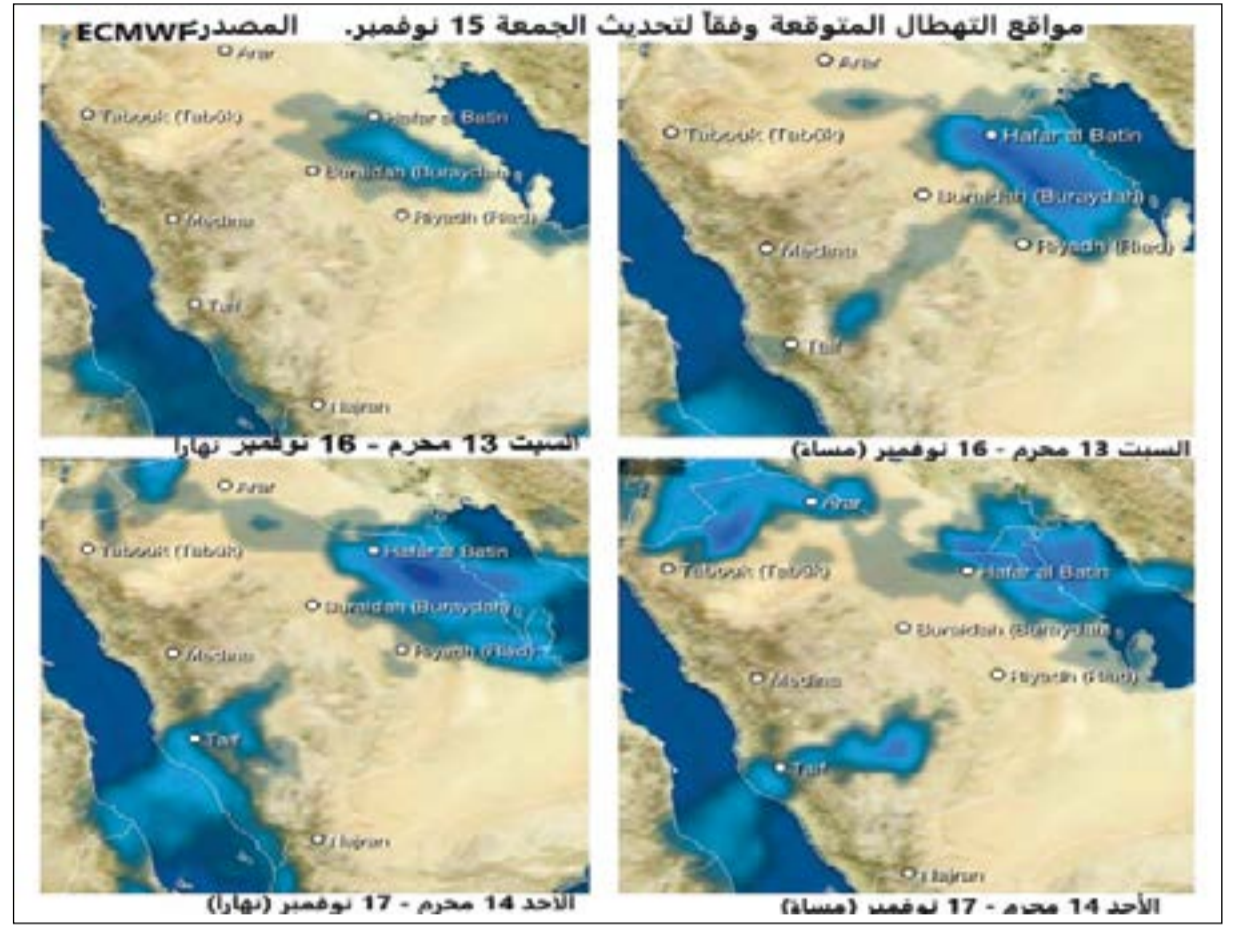 مواقع التهطال المتوقعة وفقاً لتحديث الجمعة 15 نوفمبر. المصدر: ECMWF
Arar
Tabouk (Tabūk)
Hafar al Batin
Buraidah (Buraydah)
Medina
Riyadh (Riad)
Taif
Najran
السبت 13 محرم - 16 نوفمبر نهارا
Arar
Tabouk (Tabūk)
Hafar al Batin
Buraidah (Buraydah)
Medina
Riyadh (Riad)
Taif
السبت 13 محرم - 16 نوفمبر (مساءً)
Arar
Tabouk (Tabūk)
Hafar al Batin
Buraidah (Buraydah)
Medina
Riyadh (Riad)
Taif
Najran
الأحد 14 محرم - 17 نوفمبر (نهارا)
Arar
Tabouk (Tabūk)
Hafar al Batin
Buraidah (Buraydah)
Medina
Riyadh (Riad)
Taif
Najran
الأحد 14 محرم - 17 نوفمبر (مساءً)